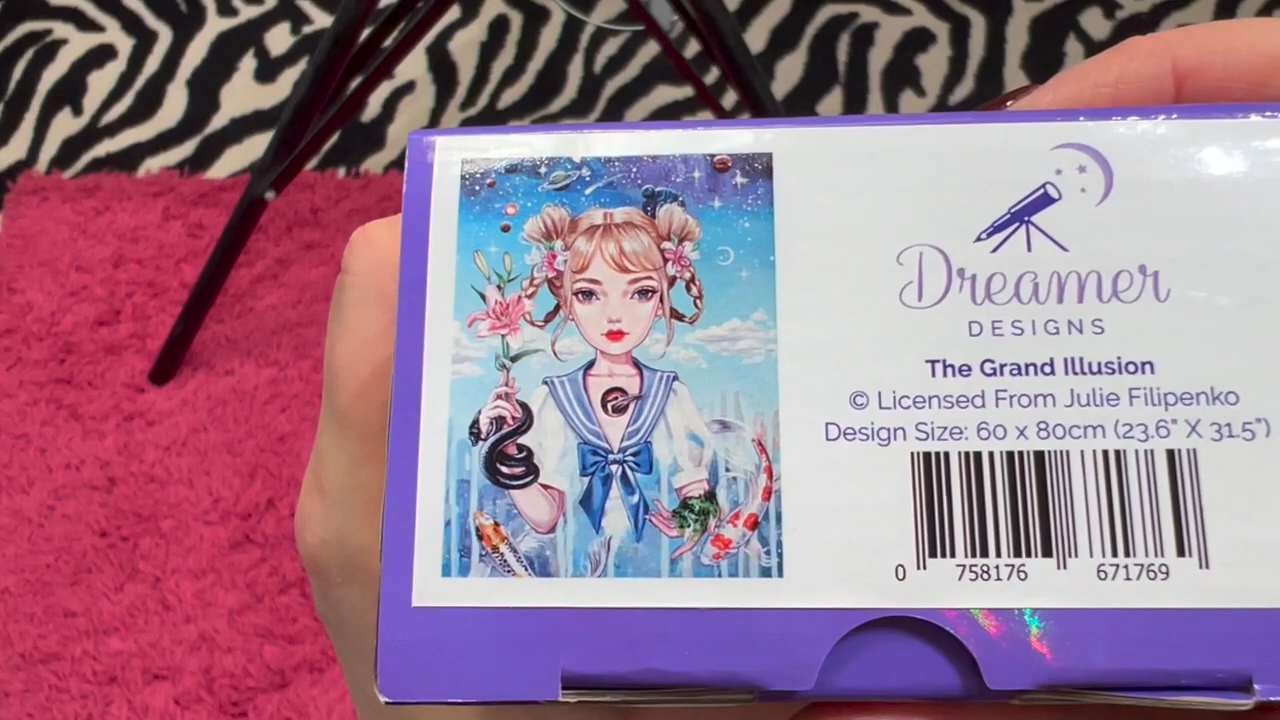 Dreamer
DESIGNS
The Grand Illusion
© Licensed From Julie Filipenko
Design Size: 60 x 80cm (23.6" X 31.5")
0 758176 671769